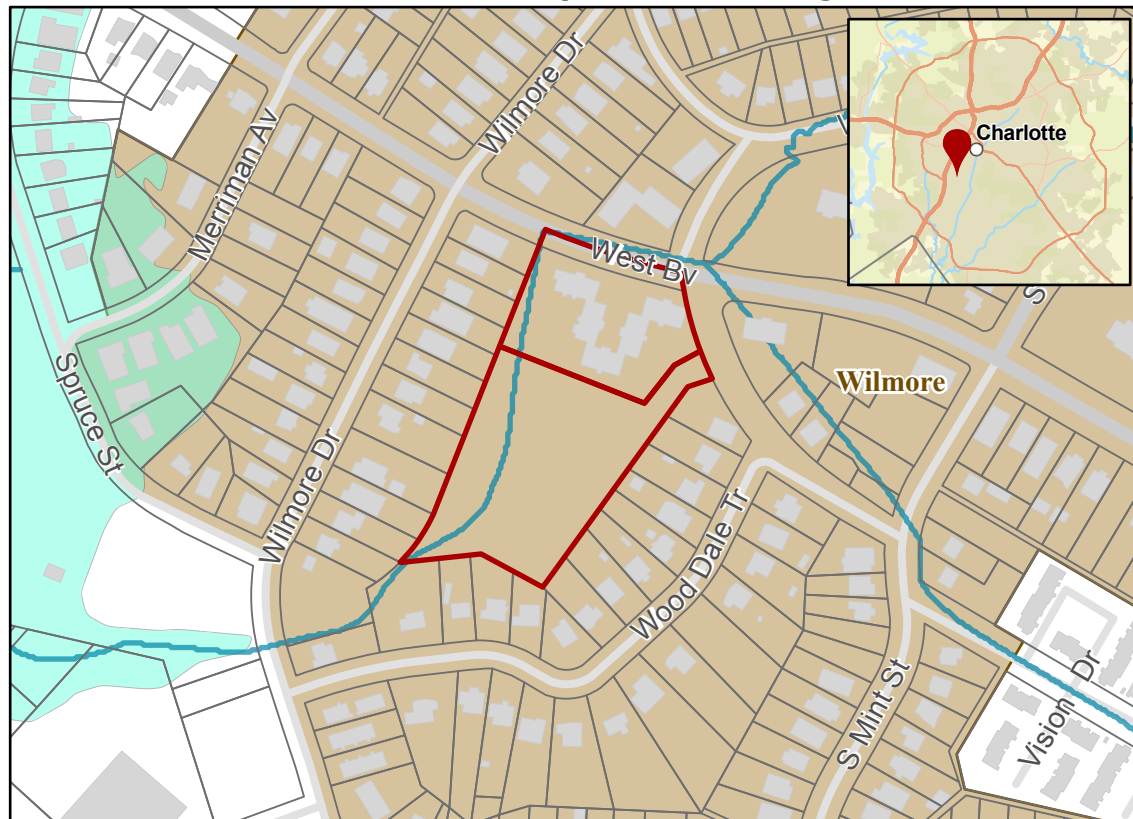 Wilmore Dr
Merriman Av
Charlotte
West Bv
Wilmore
Spruce St
Wilmore Dr
Wood Dale Tr
S Mint St
Vision Dr